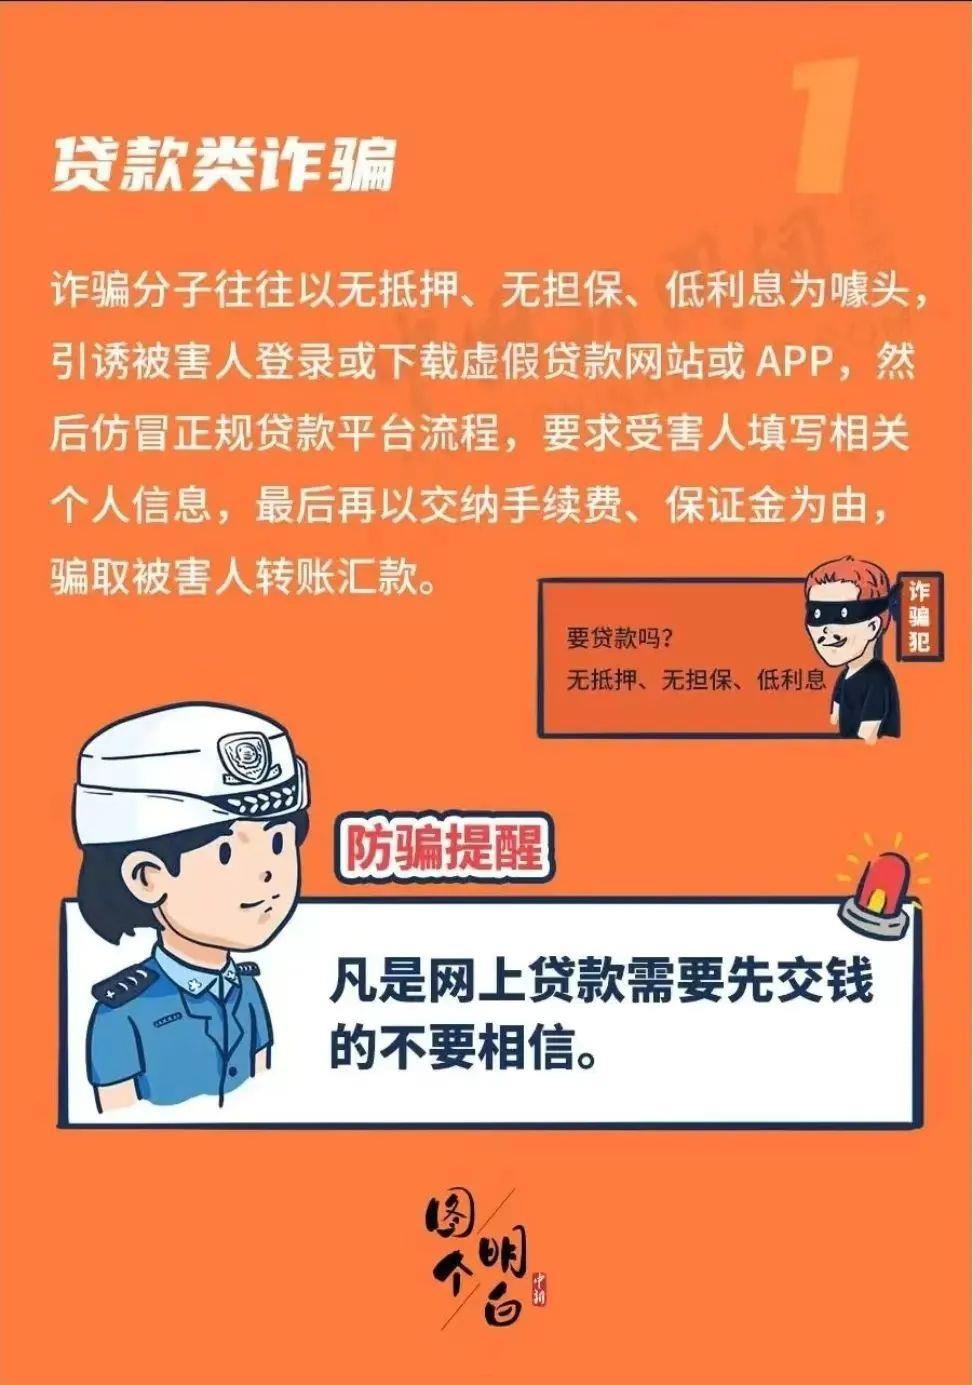 1
贷款类诈骗
诈骗分子往往以无抵押、无担保、低利息为噱头，
引诱被害人登录或下载虚假贷款网站或 APP，然
后仿冒正规贷款平台流程，要求受害人填写相关
个人信息，最后再以交纳手续费、保证金为由，
骗取被害人转账汇款。
诈骗犯
要贷款吗？
无抵押、无担保、低利息
防骗提醒
凡是网上贷款需要先交钱
的不要相信。
图个明白